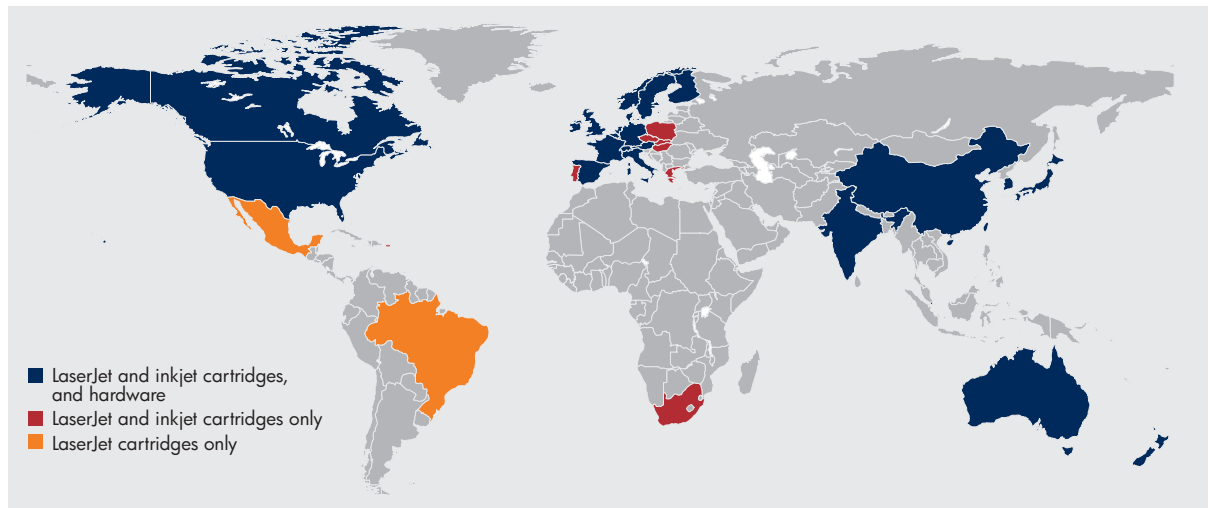 LaserJet and inkjet cartridges,
and hardware
LaserJet and inkjet cartridges only
LaserJet cartridges only